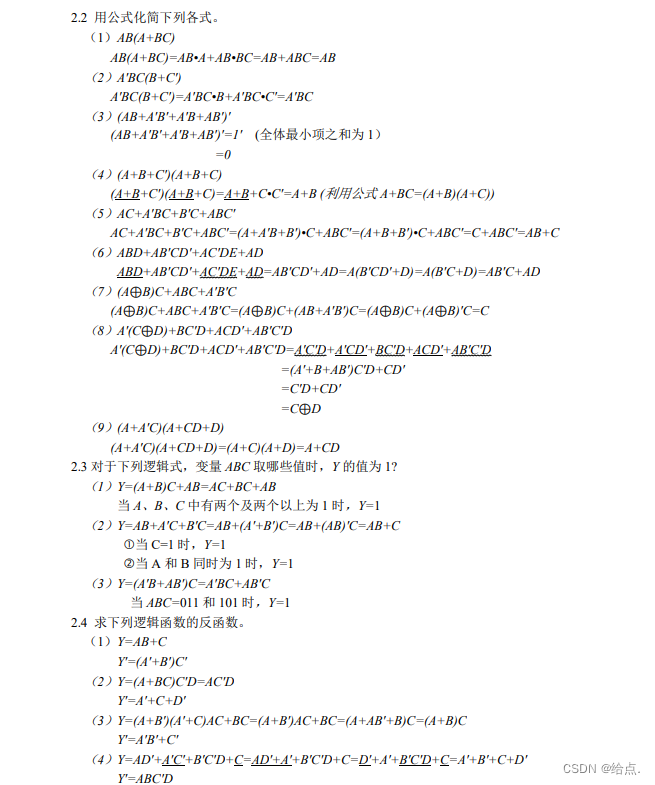 2.2 用公式化简下列各式。
（1）AB(A+BC)
AB(A+BC)=AB•A+AB•BC=AB+ABC=AB
（2）A'BC(B+C')
A'BC(B+C')=A'BC•B+A'BC•C'=A'BC
（3）(AB+A'B'+A'B+AB')'
(AB+A'B'+A'B+AB')'=1' (全体最小项之和为 1）
=0
（4）(A+B+C')(A+B+C)
(A+B+C')(A+B+C)=A+B+C•C'=A+B (利用公式 A+BC=(A+B)(A+C))
（5）AC+A'BC+B'C+ABC'
AC+A'BC+B'C+ABC'=(A+A'B+B')•C+ABC'=(A+B+B')•C+ABC'=C+ABC'=AB+C
（6）ABD+AB'CD'+AC'DE+AD
ABD+AB'CD'+AC'DE+AD=AB'CD'+AD=A(B'CD'+D)=A(B'C+D)=AB'C+AD
（7）(A⊕B)C+ABC+A'B'C
(A⊕B)C+ABC+A'B'C=(A⊕B)C+(AB+A'B')C=(A⊕B)C+(A⊕B)'C=C
（8）A'(C⊕D)+BC'D+ACD'+AB'C'D
A'(C⊕D)+BC'D+ACD'+AB'C'D=A'C'D+A'CD'+BC'D+ACD'+AB'C'D
=(A'+B+AB')C'D+CD'
=C'D+CD'
=C⊕D
（9）(A+A'C)(A+CD+D)
(A+A'C)(A+CD+D)=(A+C)(A+D)=A+CD
2.3 对于下列逻辑式，变量 ABC 取哪些值时，Y 的值为 1?
（1）Y=(A+B)C+AB=AC+BC+AB
当 A、B、C 中有两个及两个以上为 1 时，Y=1
（2）Y=AB+A'C+B'C=AB+(A'+B')C=AB+(AB)'C=AB+C
①当 C=1 时，Y=1
②当 A 和 B 同时为 1 时，Y=1
（3）Y=(A'B+AB')C=A'BC+AB'C
当 ABC=011 和 101 时，Y=1
2.4 求下列逻辑函数的反函数。
（1）Y=AB+C
Y'=(A'+B')C'
（2）Y=(A+BC)C'D=AC'D
Y'=A'+C+D'
（3）Y=(A+B')(A'+C)AC+BC=(A+B')AC+BC=(A+AB'+B)C=(A+B)C
Y'=A'B'+C'
（4）Y=AD'+A'C'+B'C'D+C=AD'+A'+B'C'D+C=D'+A'+B'C'D+C=A'+B'+C+D'
Y'=ABC'D
CSDN @给点.